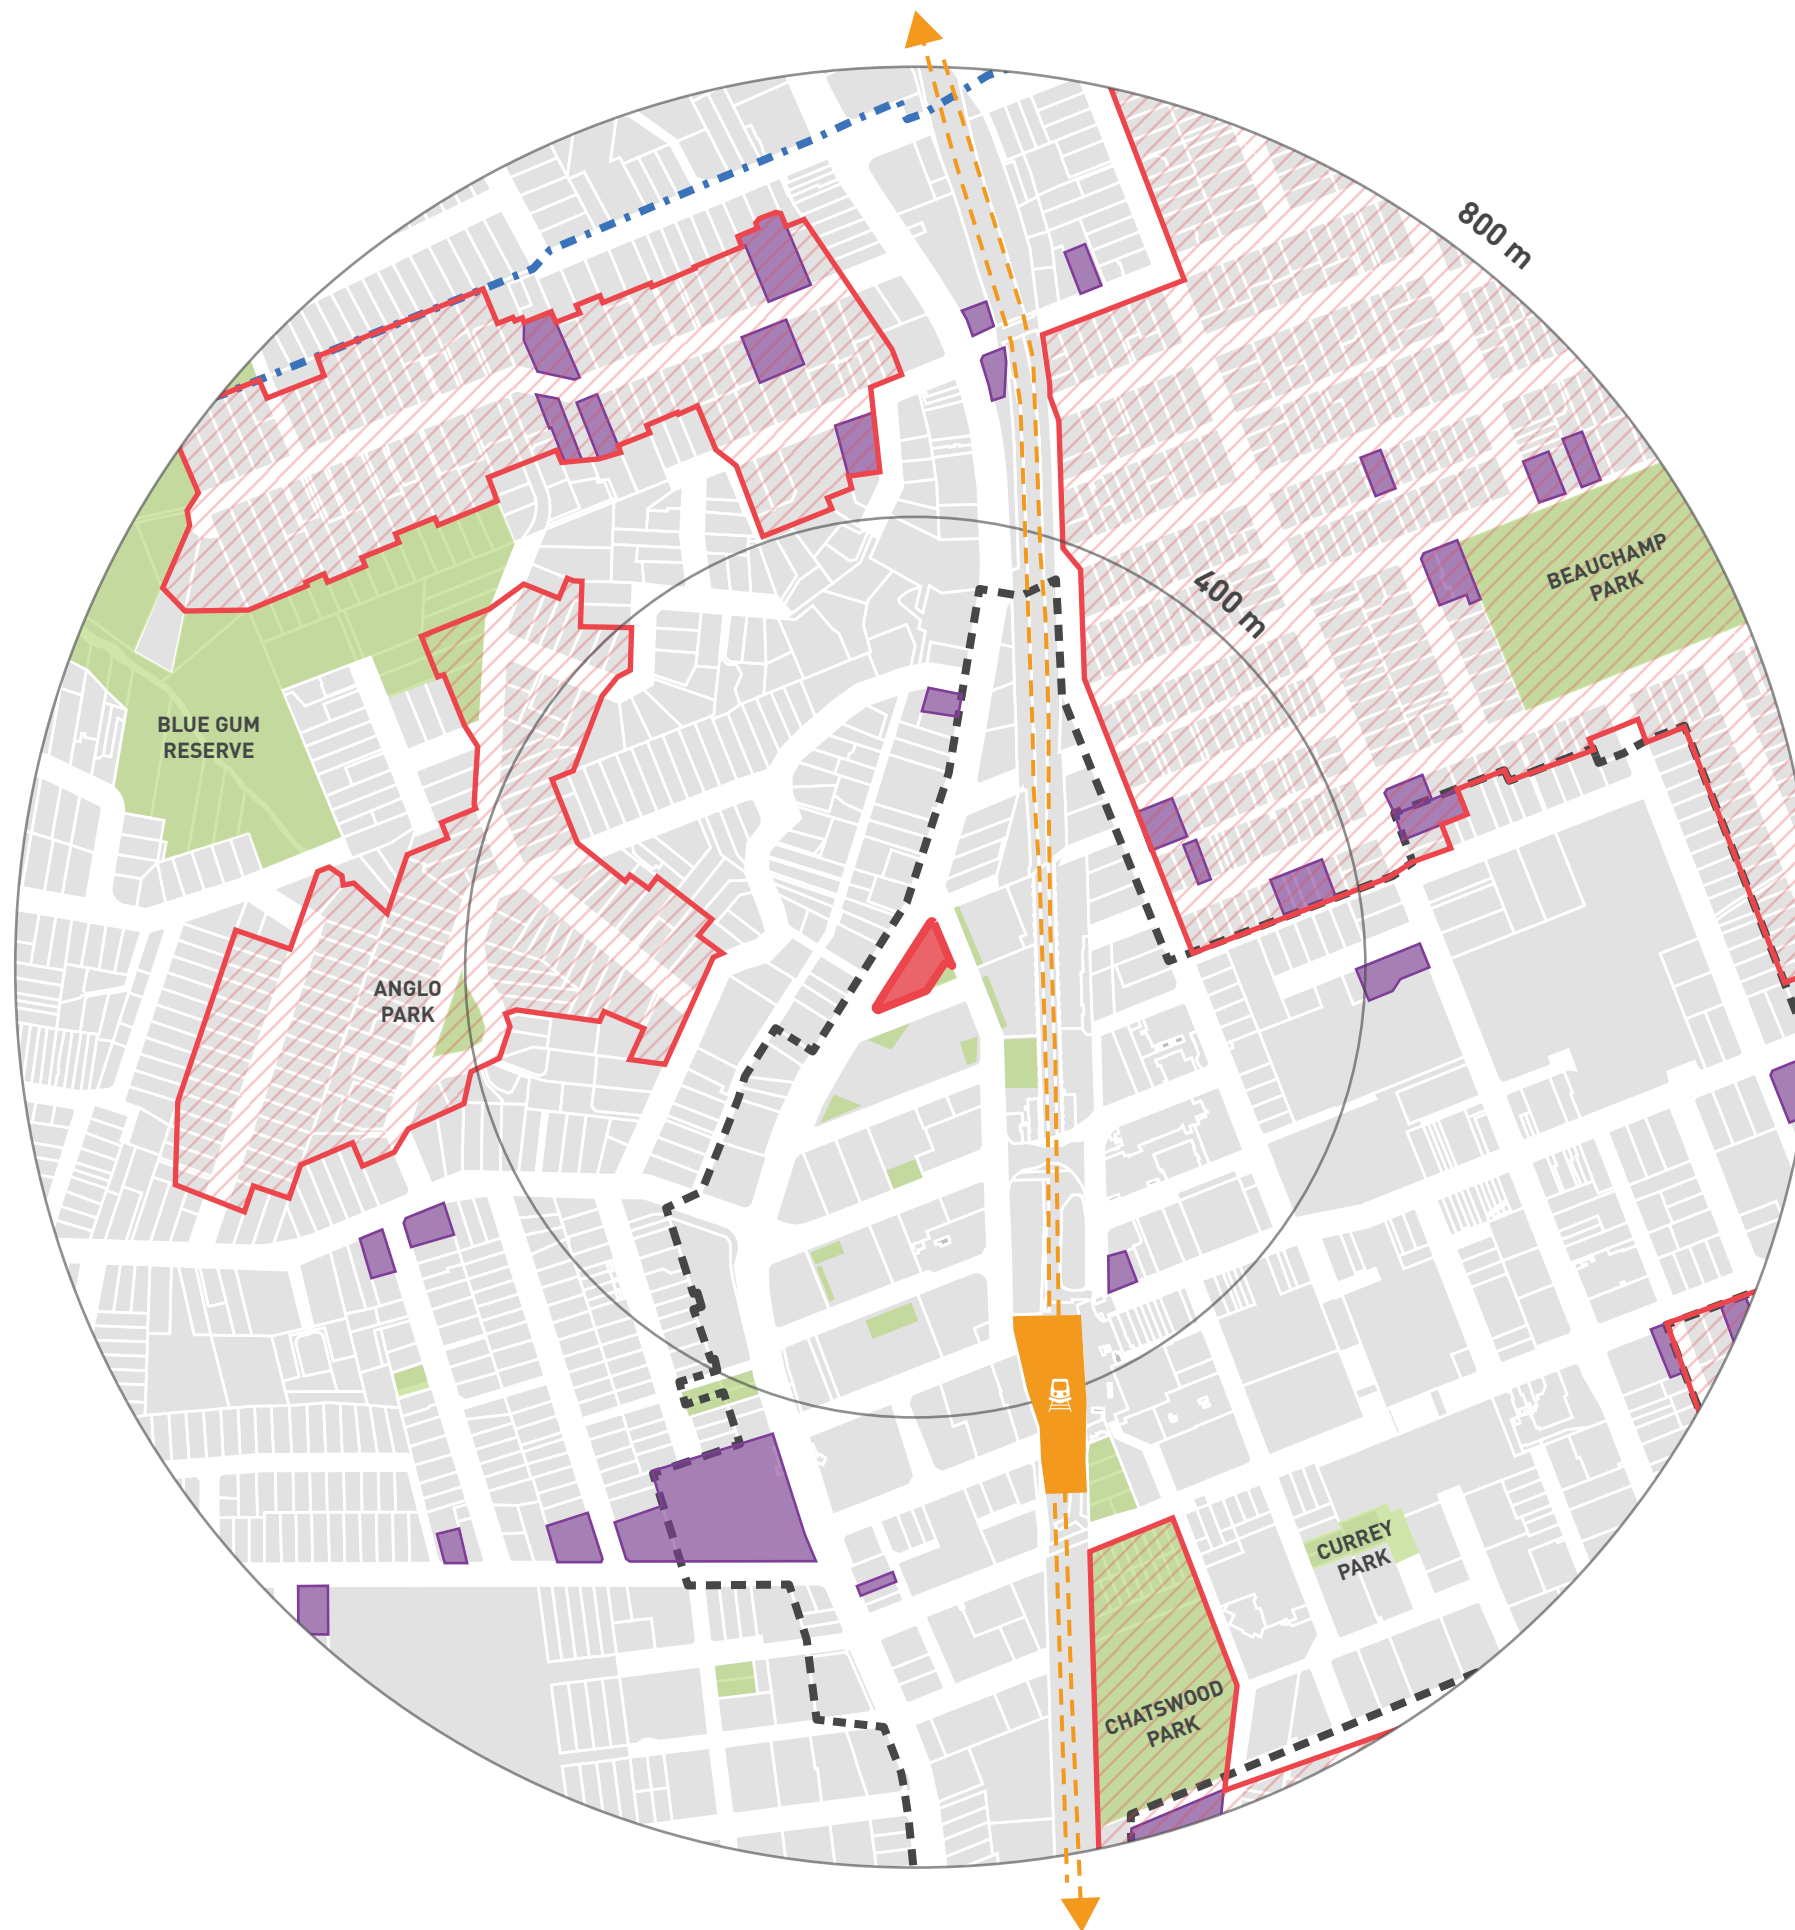 800 m
400 m
BEAUCHAMP
PARK
BLUE GUM
RESERVE
ANGLO
PARK
CURREY
PARK
CHATSWOOD
PARK